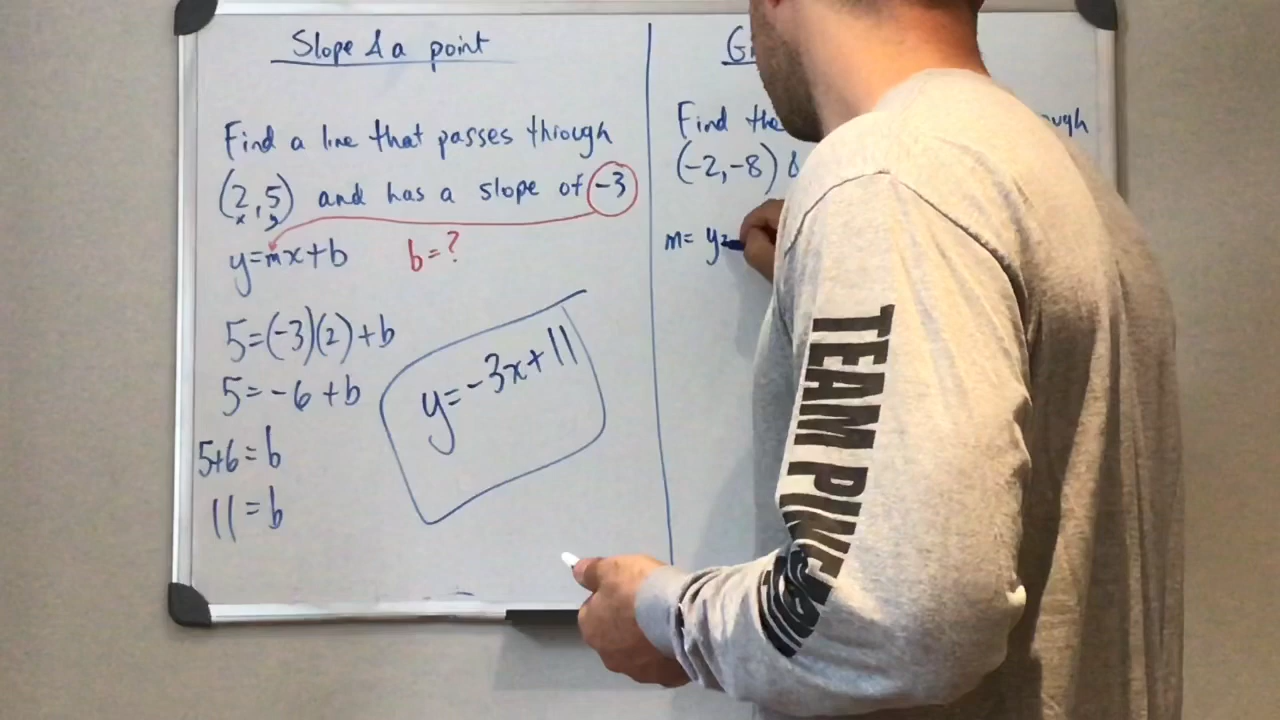 Slope & a point
Find a line that passes through
(2,5) and has a slope of -3
x y
y=mx+b b=?
5=(-3)(2)+b
5=-6+b
5+6=b
11=b
y=-3x+11
Find the
(-2,-8) &
m= y2
TEAM